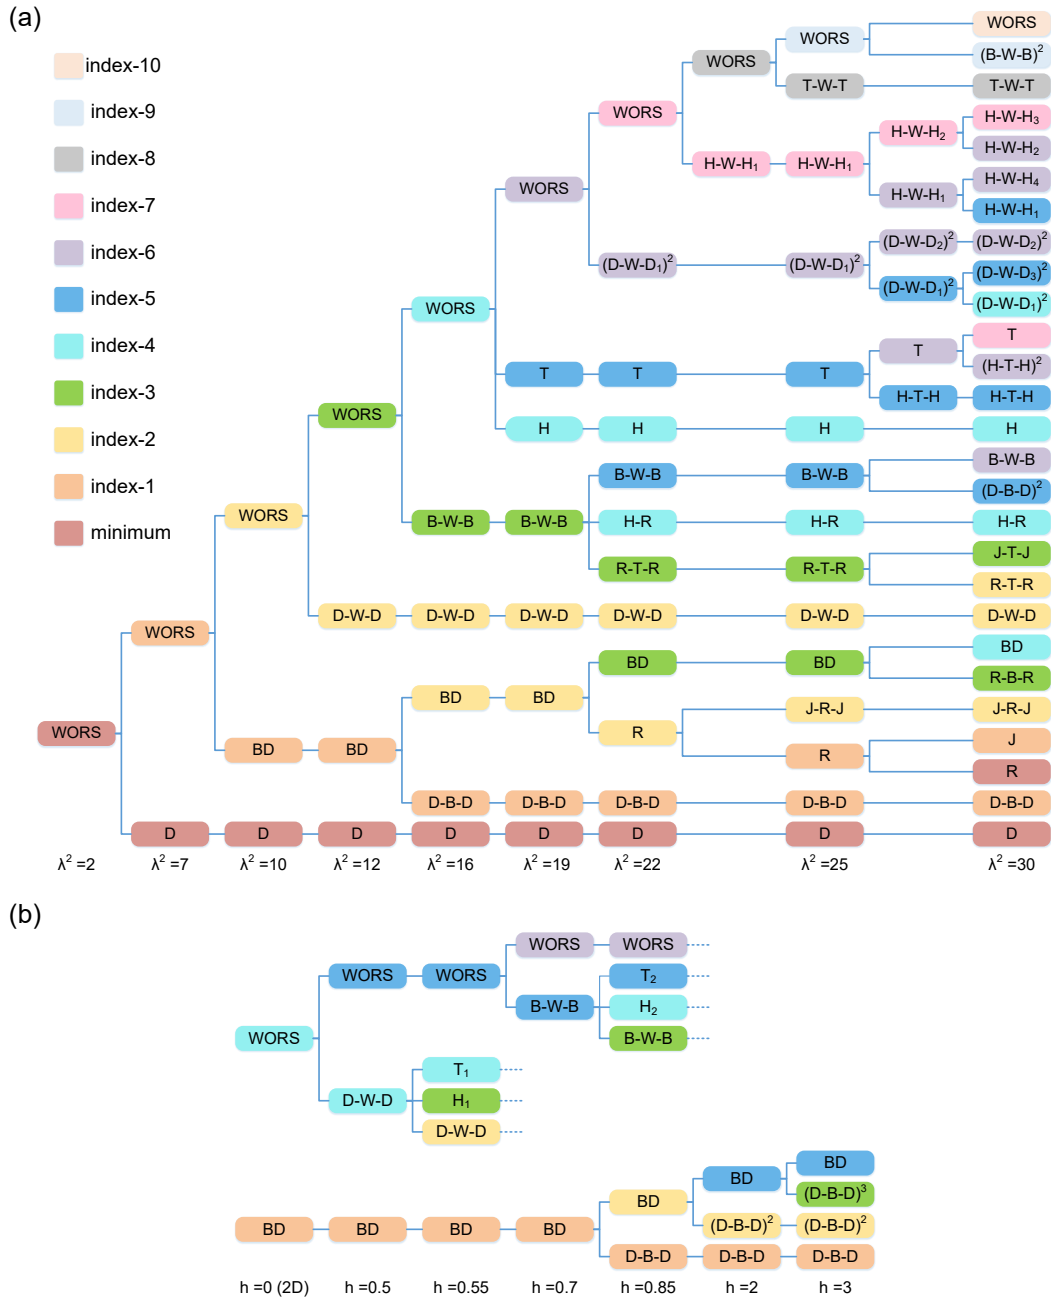 (a)
index-10
index-9
index-8
index-7
index-6
index-5
index-4
index-3
index-2
index-1
minimum
WORS
WORS
WORS
(B-W-B)²
WORS
T-W-T
T-W-T
WORS
H-W-H₃
H-W-H₂
H-W-H₂
H-W-H₁
H-W-H₁
H-W-H₄
WORS
H-W-H₁
H-W-H₁
(D-W-D₂)²
(D-W-D₂)²
(D-W-D₁)²
(D-W-D₁)²
(D-W-D₃)²
(D-W-D₁)²
(D-W-D₁)²
WORS
T
T
(H-T-H)²
T
T
T
H-T-H
H-T-H
WORS
H
H
H
H
B-W-B
B-W-B
B-W-B
(D-B-D)²
WORS
B-W-B
B-W-B
H-R
H-R
H-R
J-T-J
R-T-R
R-T-R
R-T-R
D-W-D
D-W-D
D-W-D
D-W-D
D-W-D
D-W-D
WORS
BD
BD
BD
R-B-R
BD
BD
J-R-J
J-R-J
WORS
R
J
BD
BD
R
R
D-B-D
D-B-D
D-B-D
D-B-D
D-B-D
D
D
D
D
D
D
D
D
λ² =2
λ² =7
λ² =10
λ² =12
λ² =16
λ² =19
λ² =22
λ² =25
λ² =30
(b)
WORS
WORS
WORS
WORS
T₂
B-W-B
H₂
WORS
B-W-B
T₁
D-W-D
H₁
D-W-D
BD
BD
(D-B-D)³
BD
BD
BD
BD
BD
(D-B-D)²
(D-B-D)²
D-B-D
D-B-D
D-B-D
h =0 (2D)
h =0.5
h =0.55
h =0.7
h =0.85
h =2
h =3